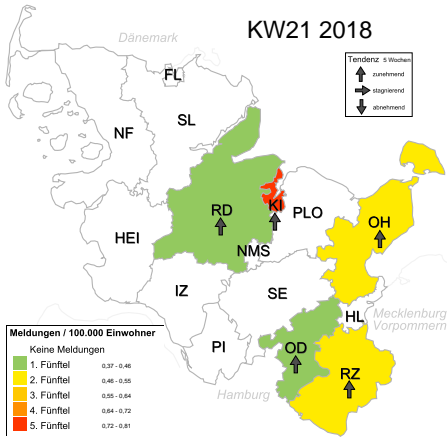 KW21 2018
Dänemark
Tendenz 5 Wochen
zunehmend
stagnierend
abnehmend
FL
SL
NF
KI
RD
PLO
OH
HEI
NMS
IZ
SE
HL
Mecklenburg
Vorpommern
PI
OD
RZ
Hamburg
Meldungen / 100.000 Einwohner
Keine Meldungen
1. Fünftel 0,37 - 0,46
2. Fünftel 0,46 - 0,55
3. Fünftel 0,55 - 0,64
4. Fünftel 0,64 - 0,72
5. Fünftel 0,72 - 0,81